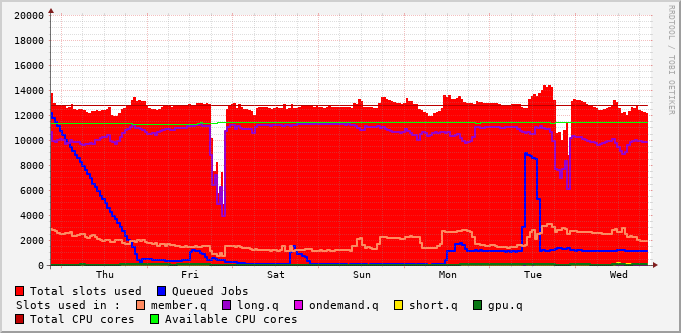 20000
18000
16000
14000
12000
10000
8000
6000
4000
2000
0
Thu Fri Sat Sun Mon Tue Wed
Total slots used Queued Jobs
Slots used in : member.q long.q ondemand.q short.q gpu.q
Total CPU cores Available CPU cores
RRDTOOL / TOBI OETIKER